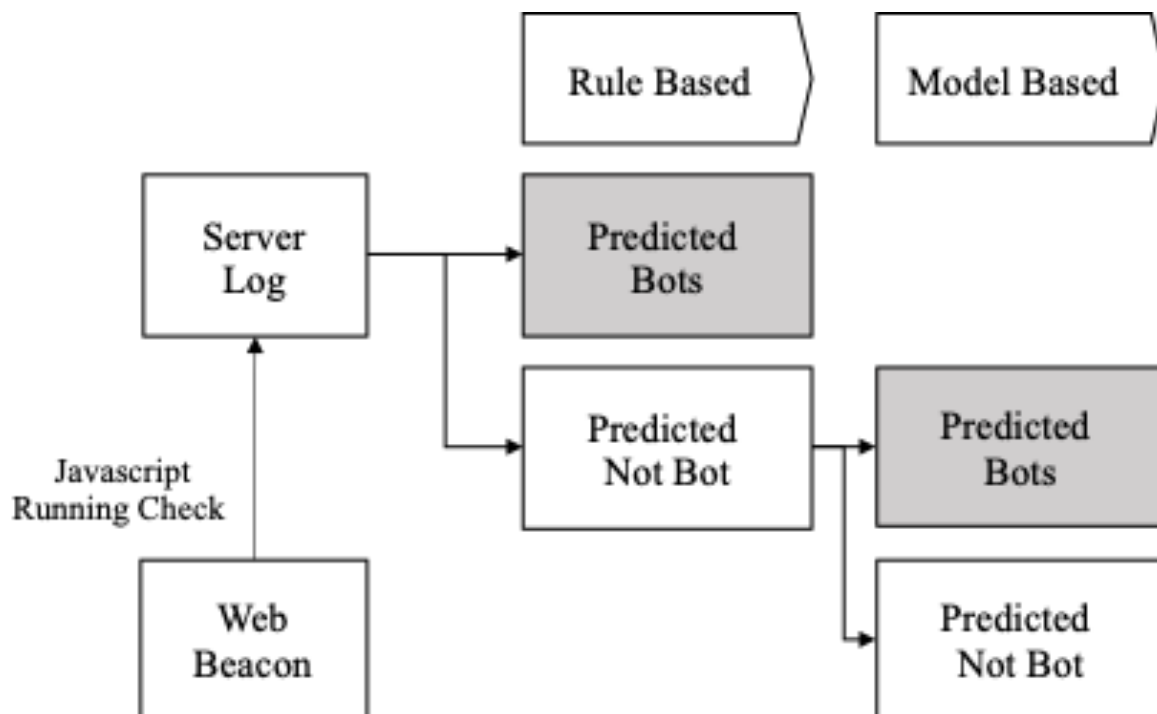 Rule Based
Model Based
Server
Log
Predicted
Bots
Predicted
Not Bot
Predicted
Bots
Javascript
Running Check
Web
Beacon
Predicted
Not Bot